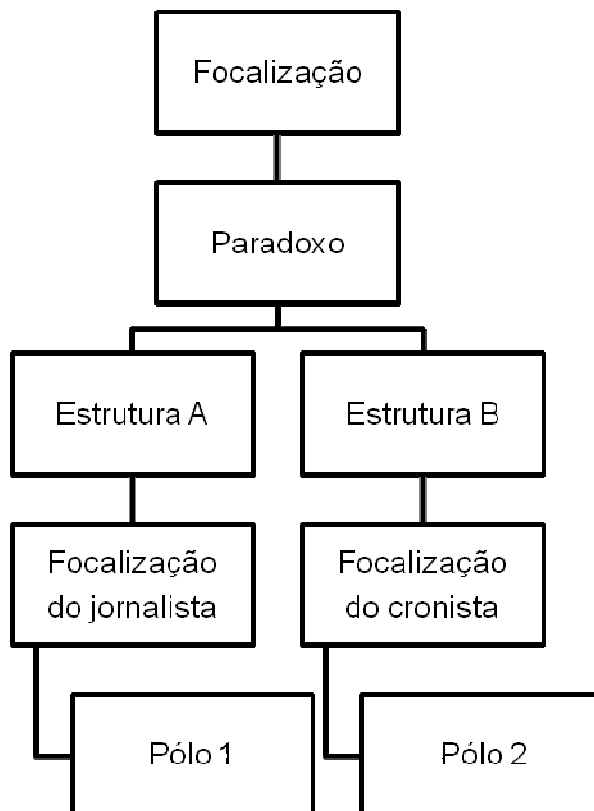 Focalização
Paradoxo
Estrutura A
Estrutura B
Focalização
do jornalista
Focalização
do cronista
Pólo 1
Pólo 2